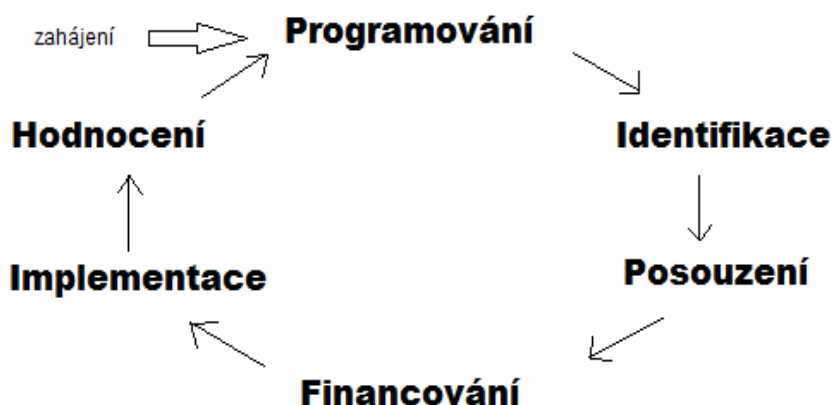 zahájení
Programování
Hodnocení
Identifikace
Implementace
Posouzení
Financování